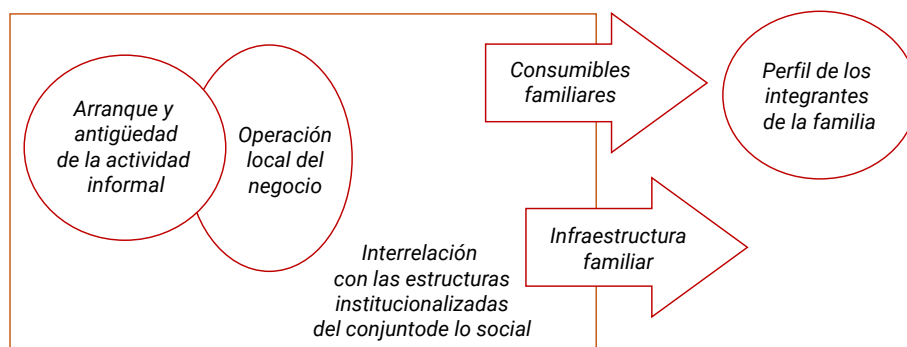 Arranque y
antigüedad
de la actividad
informal
Operación
local del
negocio
Consumibles
familiares
Perfil de los
integrantes
de la familia
Infraestructura
familiar
Interrelación
con las estructuras
institucionalizadas
del conjuntode lo social